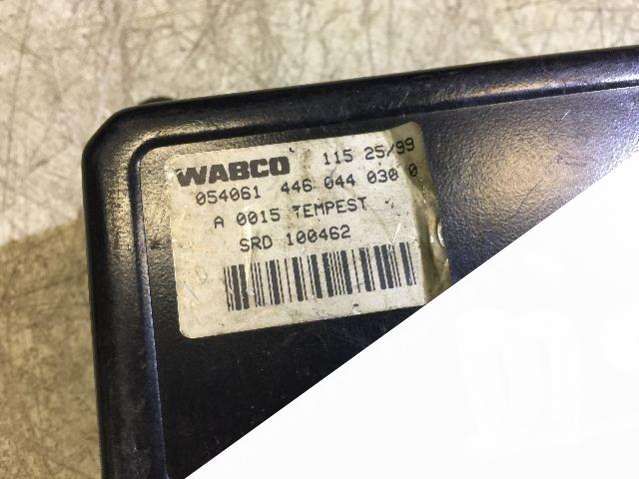 WABCO 115 25/99
054061 446 044 030 0
A 0015 TEMPEST
SRD 100462